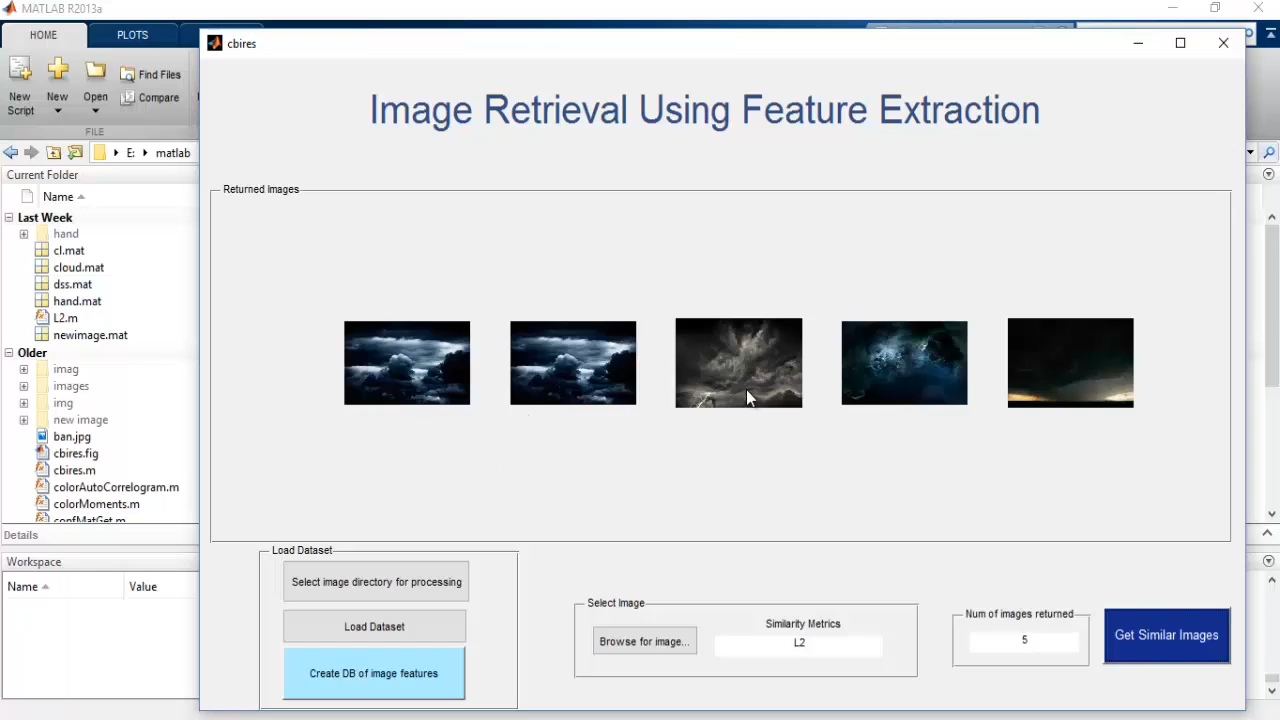 MATLAB R2013a
HOME
PLOTS
New Script
New
Open
Find Files
Compare
FILE
E:
matlab
Current Folder
Name
Last Week
hand
cl.mat
cloud.mat
dss.mat
hand.mat
L2.m
newimage.mat
Older
imag
images
img
new image
ban.jpg
cbires.fig
cbires.m
colorAutoCorrelogram.m
colorMoments.m
confMatGet.m
Details
Workspace
Name
Value
cbires
Image Retrieval Using Feature Extraction
Returned Images
Load Dataset
Select image directory for processing
Load Dataset
Create DB of image features
Select Image
Browse for image...
Similarity Metrics
L2
Num of images returned
5
Get Similar Images